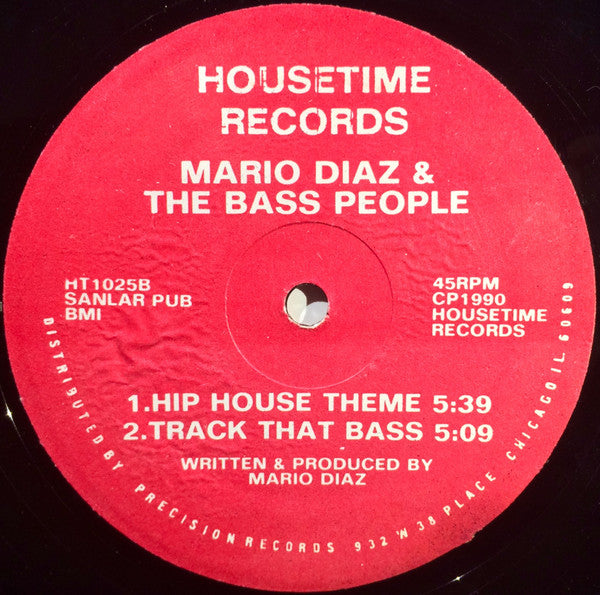 HOUSETIME
RECORDS
MARIO DIAZ &
THE BASS PEOPLE
HT1025B
SANLAR PUB
BMI
45RPM
CP1990
HOUSETIME
RECORDS
1.HIP HOUSE THEME 5:39
2.TRACK THAT BASS 5:09
WRITTEN & PRODUCED BY
MARIO DIAZ
DISTRIBUTED BY PRECISION RECORDS 932 W 38 PLACE CHICAGO IL. 60609